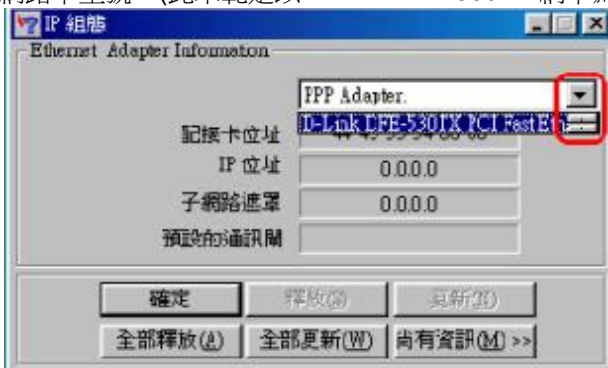 IP 組態
Ethernet Adapter Information
PPP Adapter.
D-Link DFE-530TX PCI Fast Eth
記接卡位址
IP 位址 0.0.0.0
子網路遮罩 0.0.0.0
預設的通訊閘
確定 釋放(S) 更新(N)
全部釋放(A) 全部更新(W) 尚有資訊(M) >>